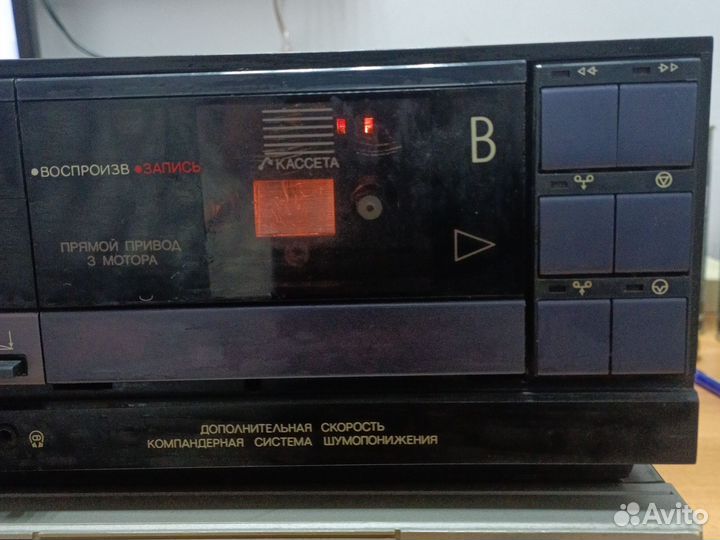 КАССЕТА
В
•ВОСПРОИЗВ •ЗАПИСЬ
ПРЯМОЙ ПРИВОД
3 МОТОРА
ДОПОЛНИТЕЛЬНАЯ СКОРОСТЬ
КОМПАНДЕРНАЯ СИСТЕМА ШУМОПОНИЖЕНИЯ
Avito